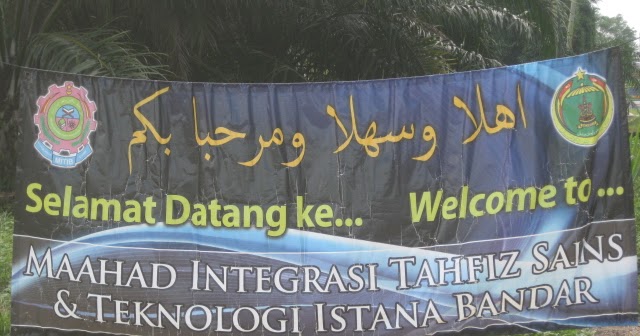 اهلا وسهلا ومرحبا بكم
Selamat Datang ke... Welcome to...
MAAHAD INTEGRASI TAHFIZ SAINS
& TEKNOLOGI ISTANA BANDAR